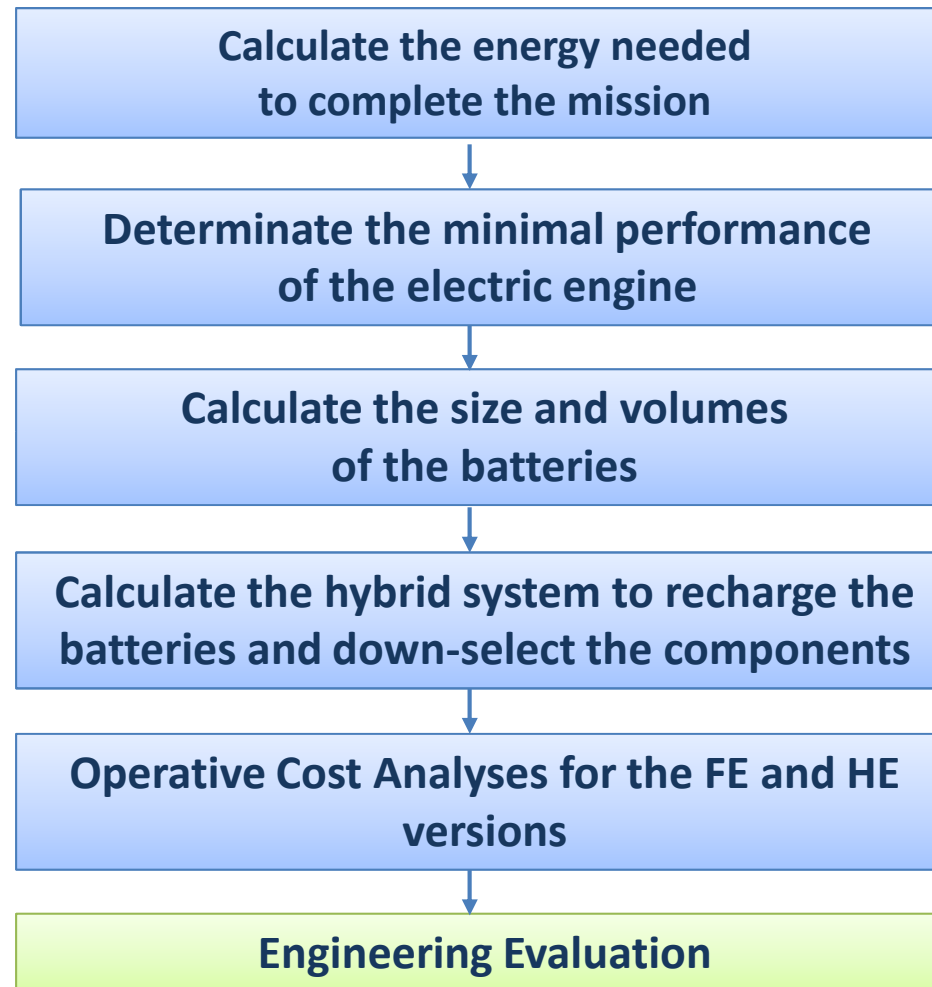 Calculate the energy needed
to complete the mission
Determinate the minimal performance
of the electric engine
Calculate the size and volumes
of the batteries
Calculate the hybrid system to recharge the
batteries and down-select the components
Operative Cost Analyses for the FE and HE
versions
Engineering Evaluation